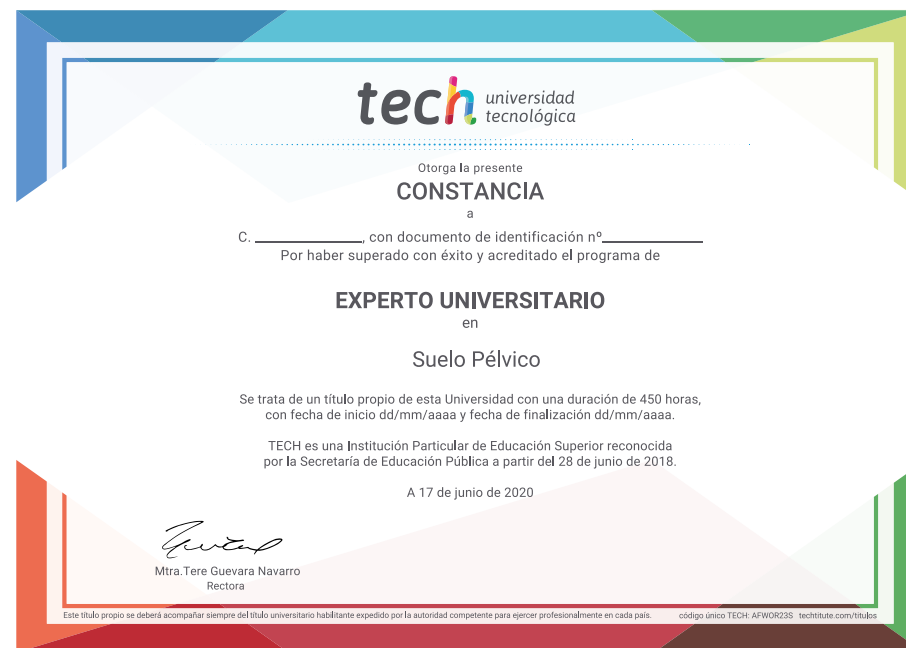 tech universidad
tecnológica
Otorga la presente
CONSTANCIA
a
C. ______________, con documento de identificación nº______________
Por haber superado con éxito y acreditado el programa de
EXPERTO UNIVERSITARIO
en
Suelo Pélvico
Se trata de un título propio de esta Universidad con una duración de 450 horas,
con fecha de inicio dd/mm/aaaa y fecha de finalización dd/mm/aaaa.
TECH es una Institución Particular de Educación Superior reconocida
por la Secretaría de Educación Pública a partir del 28 de junio de 2018.
A 17 de junio de 2020
Mtra.Tere Guevara Navarro
Rectora
Este título propio se deberá acompañar siempre del título universitario habilitante expedido por la autoridad competente para ejercer profesionalmente en cada país. código único TECH: AFWOR23S techtitute.com/titulos